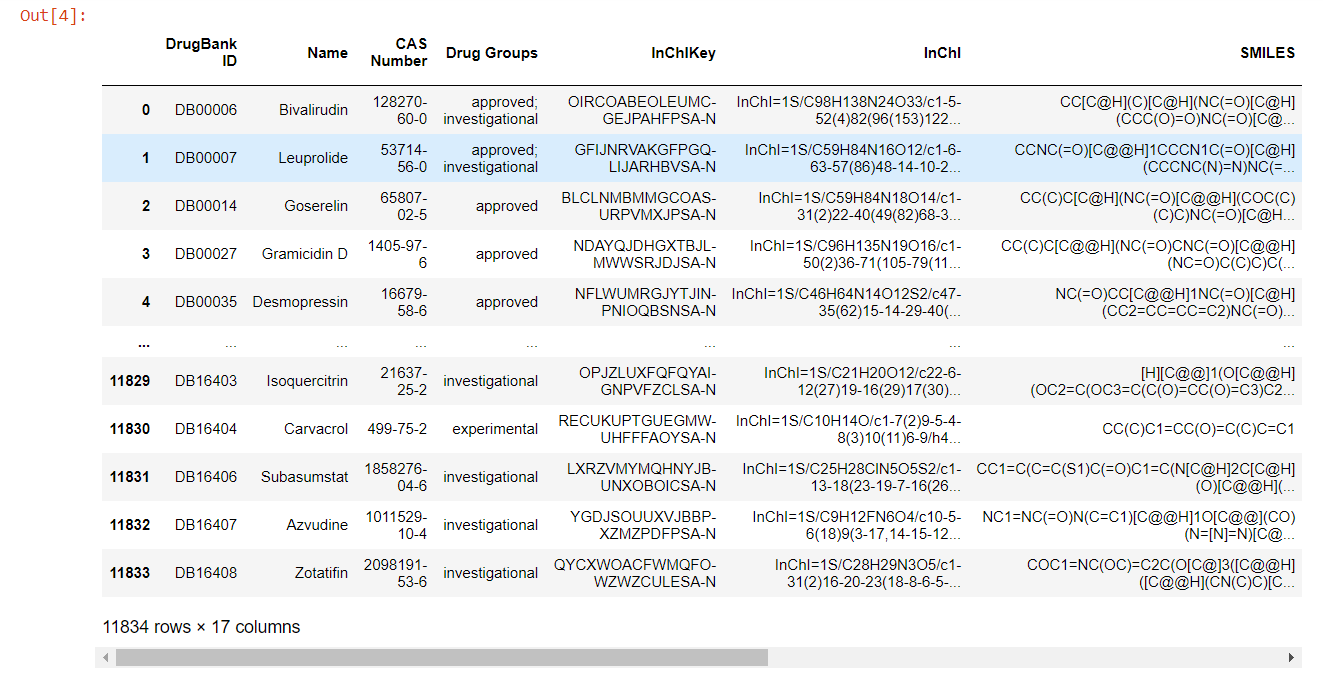 Out[4]:
DrugBank ID Name CAS Number Drug Groups InChIKey InChI SMILES
0 DB00006 Bivalirudin 128270-60-0 approved; investigational OIRCOABEOLEUMC-GEJPAHFPSA-N InChI=1S/C98H138N24O33/c1-5-52(4)82(96(153)122... CC[C@H](C)[C@H](NC(=O)[C@H](CCC(O)=O)NC(=O)[C@...
1 DB00007 Leuprolide 53714-56-0 approved; investigational GFIJNRVAKGFPGQ-LIJARHBVSA-N InChI=1S/C59H84N16O12/c1-6-63-57(86)48-14-10-2... CCNC(=O)[C@@H]1CCCN1C(=O)[C@H](CCCNC(N)=N)NC(=...
2 DB00014 Goserelin 65807-02-5 approved BLCLNMBMMGCOAS-URPVMXJPSA-N InChI=1S/C59H84N18O14/c1-31(2)22-40(49(82)68-3... CC(C)C[C@H](NC(=O)[C@@H](COC(C)(C)C)NC(=O)[C@H...
3 DB00027 Gramicidin D 1405-97-6 approved NDAYQJDHGXTBJL-MWWSRJDJSA-N InChI=1S/C96H135N19O16/c1-50(2)36-71(105-79(11... CC(C)C[C@@H](NC(=O)CNC(=O)[C@@H](NC=O)C(C)C)C(...
4 DB00035 Desmopressin 16679-58-6 approved NFLWUMRGJYTJIN-PNIOQBSNSA-N InChI=1S/C46H64N14O12S2/c47-35(62)15-14-29-40(... NC(=O)CC[C@@H]1NC(=O)[C@H](CC2=CC=CC=C2)NC(=O)...
... ... ... ... ... ... ... ...
11829 DB16403 Isoquercitrin 21637-25-2 investigational OPJZLUXFQFQYAI-GNPVFZCLSA-N InChI=1S/C21H20O12/c22-6-12(27)19-16(29)17(30)... [H][C@@]1(O[C@@H](OC2=C(OC3=C(C(O)=CC(O)=C3)C2...
11830 DB16404 Carvacrol 499-75-2 experimental RECUKUPTGUEGMW-UHFFFAOYSA-N InChI=1S/C10H14O/c1-7(2)9-5-4-8(3)10(11)6-9/h4... CC(C)C1=CC(O)=C(C)C=C1
11831 DB16406 Subasumstat 1858276-04-6 investigational LXRZVMYMQHNYJB-UNXOBOICSA-N InChI=1S/C25H28ClN5O5S2/c1-13-18(23-19-7-16(26... CC1=C(C=C(S1)C(=O)C1=C(N[C@H]2C[C@H](O)[C@@H](...
11832 DB16407 Azvudine 1011529-10-4 investigational YGDJSOUUXVJBBP-XZMZPDFPSA-N InChI=1S/C9H12FN6O4/c10-5-6(18)9(3-17,14-15-12... NC1=NC(=O)N(C=C1)[C@@H]1O[C@@](CO)(N=[N]=N)[C@...
11833 DB16408 Zotatifin 2098191-53-6 investigational QYCXWOACFWMQFO-WZWZCULESA-N InChI=1S/C28H29N3O5/c1-31(2)16-20-23(18-8-6-5-... COC1=NC(OC)=C2C(O[C@]3([C@@H]([C@@H](CN(C)C)[C...
11834 rows × 17 columns